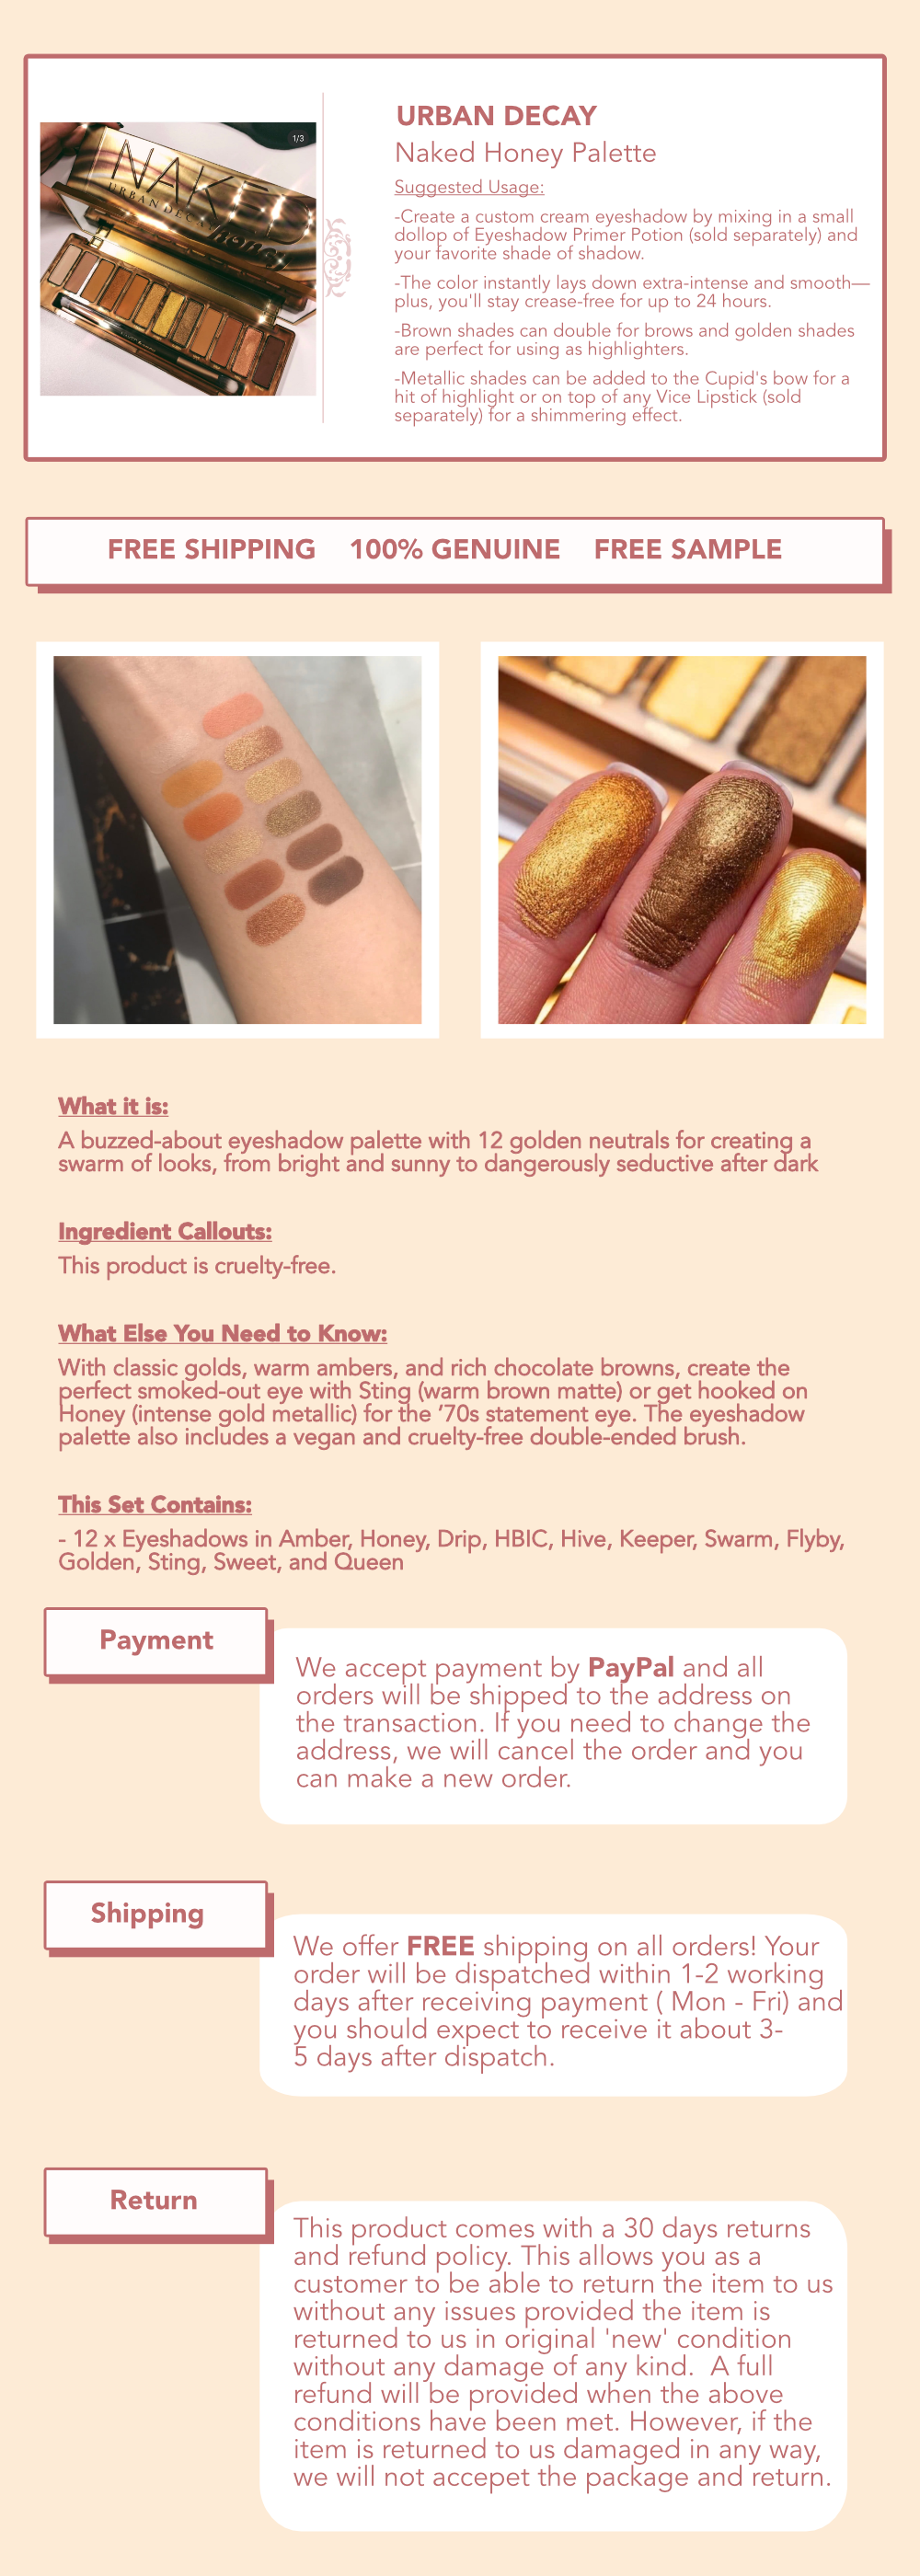 1/3
NAKED
URBAN DECAY
honey
URBAN DECAY
Naked Honey Palette
Suggested Usage:
-Create a custom cream eyeshadow by mixing in a small
dollop of Eyeshadow Primer Potion (sold separately) and
your favorite shade of shadow.
-The color instantly lays down extra-intense and smooth—
plus, you'll stay crease-free for up to 24 hours.
-Brown shades can double for brows and golden shades
are perfect for using as highlighters.
-Metallic shades can be added to the Cupid's bow for a
hit of highlight or on top of any Vice Lipstick (sold
separately) for a shimmering effect.
FREE SHIPPING 100% GENUINE FREE SAMPLE
What it is:
A buzzed-about eyeshadow palette with 12 golden neutrals for creating a
swarm of looks, from bright and sunny to dangerously seductive after dark
Ingredient Callouts:
This product is cruelty-free.
What Else You Need to Know:
With classic golds, warm ambers, and rich chocolate browns, create the
perfect smoked-out eye with Sting (warm brown matte) or get hooked on
Honey (intense gold metallic) for the ’70s statement eye. The eyeshadow
palette also includes a vegan and cruelty-free double-ended brush.
This Set Contains:
- 12 x Eyeshadows in Amber, Honey, Drip, HBIC, Hive, Keeper, Swarm, Flyby,
Golden, Sting, Sweet, and Queen
Payment
We accept payment by PayPal and all
orders will be shipped to the address on
the transaction. If you need to change the
address, we will cancel the order and you
can make a new order.
Shipping
We offer FREE shipping on all orders! Your
order will be dispatched within 1-2 working
days after receiving payment ( Mon - Fri) and
you should expect to receive it about 3-
5 days after dispatch.
Return
This product comes with a 30 days returns
and refund policy. This allows you as a
customer to be able to return the item to us
without any issues provided the item is
returned to us in original 'new' condition
without any damage of any kind.  A full
refund will be provided when the above
conditions have been met. However, if the
item is returned to us damaged in any way,
we will not accepet the package and return.